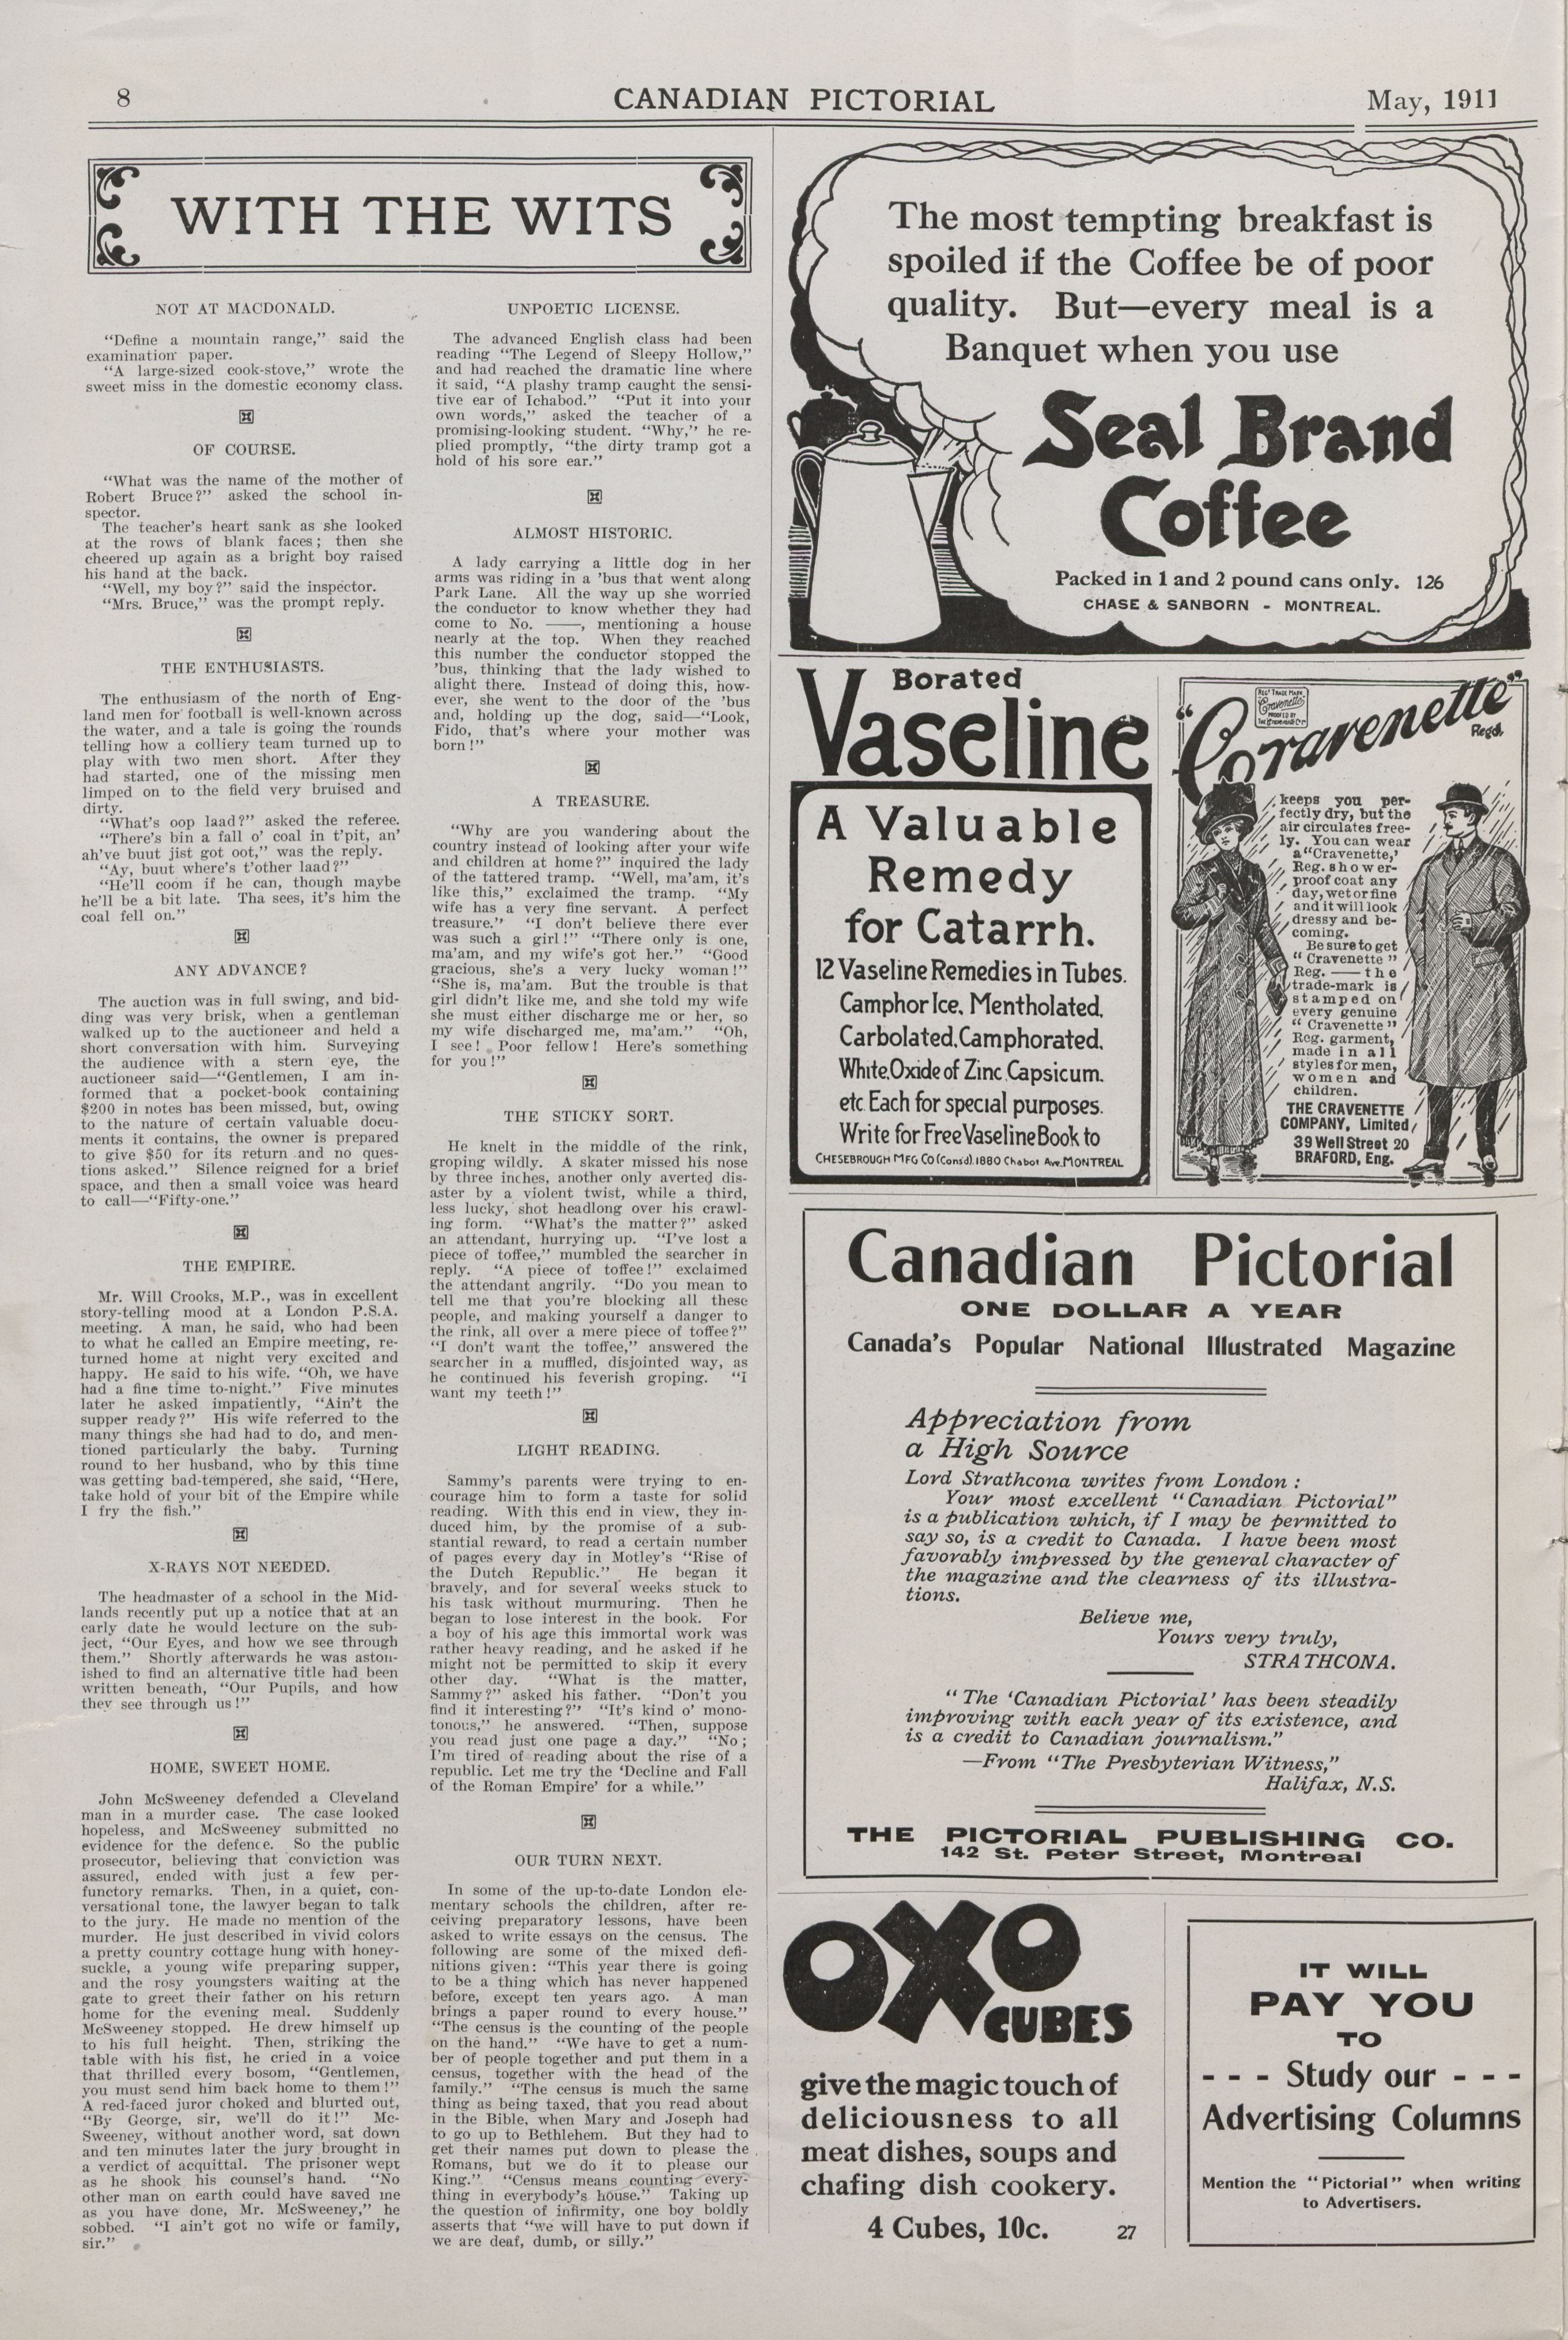 8
CANADIAN PICTORIAL
May, 1911
WITH THE WITS
NOT AT MACDONALD.
"Define a mountain range," said the
examination paper.
"A large-sized cook-stove," wrote the
sweet miss in the domestic economy class.
OF COURSE.
"What was the name of the mother of
Robert Bruce?" asked the school in-
spector.
The teacher's heart sank as she looked
at the rows of blank faces; then she
cheered up again as a bright boy raised
his hand at the back.
"Well, my boy?" said the inspector.
"Mrs. Bruce," was the prompt reply.
THE ENTHUSIASTS.
The enthusiasm of the north of Eng-
land men for football is well-known across
the water, and a tale is going the rounds
telling how a colliery team turned up to
play with two men short. After they
had started, one of the missing men
limped on to the field very bruised and
dirty.
"What's oop laad?" asked the referee.
"There's bin a fall o' coal in t'pit, an'
ah've buut jist got oot," was the reply.
"Ay, buut where's t'other laad?"
"He'll coom if he can, though maybe
he'll be a bit late. Tha sees, it's him the
coal fell on."
ANY ADVANCE?
The auction was in full swing, and bid-
ding was very brisk, when a gentleman
walked up to the auctioneer and held a
short conversation with him. Surveying
the audience with a stern eye, the
auctioneer said—"Gentlemen, I am in-
formed that a pocket-book containing
$200 in notes has been missed, but, owing
to the nature of certain valuable docu-
ments it contains, the owner is prepared
to give $50 for its return and no ques-
tions asked." Silence reigned for a brief
space, and then a small voice was heard
to call—"Fifty-one."
THE EMPIRE.
Mr. Will Crooks, M.P., was in excellent
story-telling mood at a London P.S.A.
meeting. A man, he said, who had been
to what he called an Empire meeting, re-
turned home at night very excited and
happy. He said to his wife. "Oh, we have
had a fine time to-night." Five minutes
later he asked impatiently, "Ain't the
supper ready?" His wife referred to the
many things she had had to do, and men-
tioned particularly the baby. Turning
round to her husband, who by this time
was getting bad-tempered, she said, "Here,
take hold of your bit of the Empire while
I fry the fish."
X-RAYS NOT NEEDED.
The headmaster of a school in the Mid-
lands recently put up a notice that at an
early date he would lecture on the sub-
ject, "Our Eyes, and how we see through
them." Shortly afterwards he was aston-
ished to find an alternative title had been
written beneath, "Our Pupils, and how
they see through us!"
HOME, SWEET HOME.
John McSweeney defended a Cleveland
man in a murder case. The case looked
hopeless, and McSweeney submitted no
evidence for the defence. So the public
prosecutor, believing that conviction was
assured, ended with just a few per-
functory remarks. Then, in a quiet, con-
versational tone, the lawyer began to talk
to the jury. He made no mention of the
murder. He just described in vivid colors
a pretty country cottage hung with honey-
suckle, a young wife preparing supper,
and the rosy youngsters waiting at the
gate to greet their father on his return
home for the evening meal. Suddenly
McSweeney stopped. He drew himself up
to his full height. Then, striking the
table with his fist, he cried in a voice
that thrilled every bosom, "Gentlemen,
you must send him back home to them!"
A red-faced juror choked and blurted out,
"By George, sir, we'll do it!" Mc-
Sweeney, without another word, sat down
and ten minutes later the jury brought in
a verdict of acquittal. The prisoner wept
as he shook his counsel's hand. "No
other man on earth could have saved me
as you have done, Mr. McSweeney," he
sobbed. "I ain't got no wife or family,
sir."
UNPOETIC LICENSE.
The advanced English class had been
reading "The Legend of Sleepy Hollow,"
and had reached the dramatic line where
it said, "A plashy tramp caught the sensi-
tive ear of Ichabod." "Put it into your
own words," asked the teacher of a
promising-looking student. "Why," he re-
plied promptly, "the dirty tramp got a
hold of his sore ear."
ALMOST HISTORIC.
A lady carrying a little dog in her
arms was riding in a 'bus that went along
Park Lane. All the way up she worried
the conductor to know whether they had
come to No. ——, mentioning a house
nearly at the top. When they reached
this number the conductor stopped the
'bus, thinking that the lady wished to
alight there. Instead of doing this, how-
ever, she went to the door of the 'bus
and, holding up the dog, said—"Look,
Fido, that's where your mother was
born!"
A TREASURE.
"Why are you wandering about the
country instead of looking after your wife
and children at home?" inquired the lady
of the tattered tramp. "Well, ma'am, it's
like this," exclaimed the tramp. "My
wife has a very fine servant. A perfect
treasure." "I don't believe there ever
was such a girl!" "There only is one,
ma'am, and my wife's got her." "Good
gracious, she's a very lucky woman!"
"She is, ma'am. But the trouble is that
girl didn't like me, and she told my wife
she must either discharge me or her, so
my wife discharged me, ma'am." "Oh,
I see! Poor fellow! Here's something
for you!"
THE STICKY SORT.
He knelt in the middle of the rink,
groping wildly. A skater missed his nose
by three inches, another only averted dis-
aster by a violent twist, while a third,
less lucky, shot headlong over his crawl-
ing form. "What's the matter?" asked
an attendant, hurrying up. "I've lost a
piece of toffee," mumbled the searcher in
reply. "A piece of toffee!" exclaimed
the attendant angrily. "Do you mean to
tell me that you're blocking all these
people, and making yourself a danger to
the rink, all over a mere piece of toffee?"
"I don't want the toffee," answered the
searcher in a muffled, disjointed way, as
he continued his feverish groping. "I
want my teeth!"
LIGHT READING.
Sammy's parents were trying to en-
courage him to form a taste for solid
reading. With this end in view, they in-
duced him, by the promise of a sub-
stantial reward, to read a certain number
of pages every day in Motley's "Rise of
the Dutch Republic." He began it
bravely, and for several weeks stuck to
his task without murmuring. Then he
began to lose interest in the book. For
a boy of his age this immortal work was
rather heavy reading, and he asked if he
might not be permitted to skip it every
other day. "What is the matter,
Sammy?" asked his father. "Don't you
find it interesting?" "It's kind o' mono-
tonous," he answered. "Then, suppose
you read just one page a day." "No;
I'm tired of reading about the rise of a
republic. Let me try the 'Decline and Fall
of the Roman Empire' for a while."
OUR TURN NEXT.
In some of the up-to-date London ele-
mentary schools the children, after re-
ceiving preparatory lessons, have been
asked to write essays on the census. The
following are some of the mixed defi-
nitions given: "This year there is going
to be a thing which has never happened
before, except ten years ago. A man
brings a paper round to every house."
"The census is the counting of the people
on the hand." "We have to get a num-
ber of people together and put them in a
census, together with the head of the
family." "The census is much the same
thing as being taxed, that you read about
in the Bible, when Mary and Joseph had
to go up to Bethlehem. But they had to
get their names put down to please the
Romans, but we do it to please our
King." "Census means counting every-
thing in everybody's house." Taking up
the question of infirmity, one boy boldly
asserts that "we will have to put down if
we are deaf, dumb, or silly."
The most tempting breakfast is
spoiled if the Coffee be of poor
quality. But—every meal is a
Banquet when you use
Seal Brand
Coffee
Packed in 1 and 2 pound cans only. 126
CHASE & SANBORN - MONTREAL.
Borated
Vaseline
A Valuable
Remedy
for Catarrh.
12 Vaseline Remedies in Tubes.
Camphor Ice, Mentholated,
Carbolated, Camphorated,
White, Oxide of Zinc, Capsicum.
etc. Each for special purposes.
Write for Free Vaseline Book to
CHESEBROUGH MFG CO (Cons'd). 1880 Chabot Ave. MONTREAL
"Cravenette"
Regd.
REGD TRADE MARK
Cravenette
PROOFED BY
keeps you per-
fectly dry, but the
air circulates free-
ly. You can wear
a "Cravenette,'
Reg. shower-
proof coat any
day, wet or fine
and it will look
dressy and be-
coming.
Be sure to get
"Cravenette"
Reg.—the
trade-mark is
stamped on
every genuine
"Cravenette"
Reg. garment,
made in all
styles for men,
women and
children.
THE CRAVENETTE
COMPANY, Limited,
39 Well Street 20
BRAFORD, Eng.
Canadian Pictorial
ONE DOLLAR A YEAR
Canada's Popular National Illustrated Magazine
Appreciation from
a High Source
Lord Strathcona writes from London:
Your most excellent "Canadian Pictorial"
is a publication which, if I may be permitted to
say so, is a credit to Canada. I have been most
favorably impressed by the general character of
the magazine and the clearness of its illustra-
tions.
Believe me,
Yours very truly,
STRATHCONA.
"The 'Canadian Pictorial' has been steadily
improving with each year of its existence, and
is a credit to Canadian journalism."
—From "The Presbyterian Witness,"
Halifax, N.S.
THE PICTORIAL PUBLISHING CO.
142 St. Peter Street, Montreal
OXO
CUBES
give the magic touch of
deliciousness to all
meat dishes, soups and
chafing dish cookery.
4 Cubes, 10c. 27
IT WILL
PAY YOU
TO
- - - Study our - - -
Advertising Columns
Mention the "Pictorial" when writing
to Advertisers.